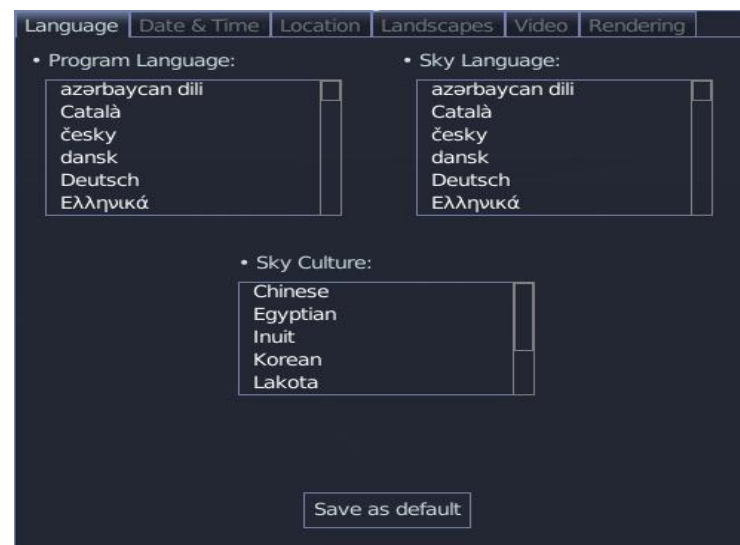 Language Date & Time Location Landscapes Video Rendering
• Program Language:
azərbaycan dili
Català
česky
dansk
Deutsch
Ελληνικά
• Sky Language:
azərbaycan dili
Català
česky
dansk
Deutsch
Ελληνικά
• Sky Culture:
Chinese
Egyptian
Inuit
Korean
Lakota
Save as default